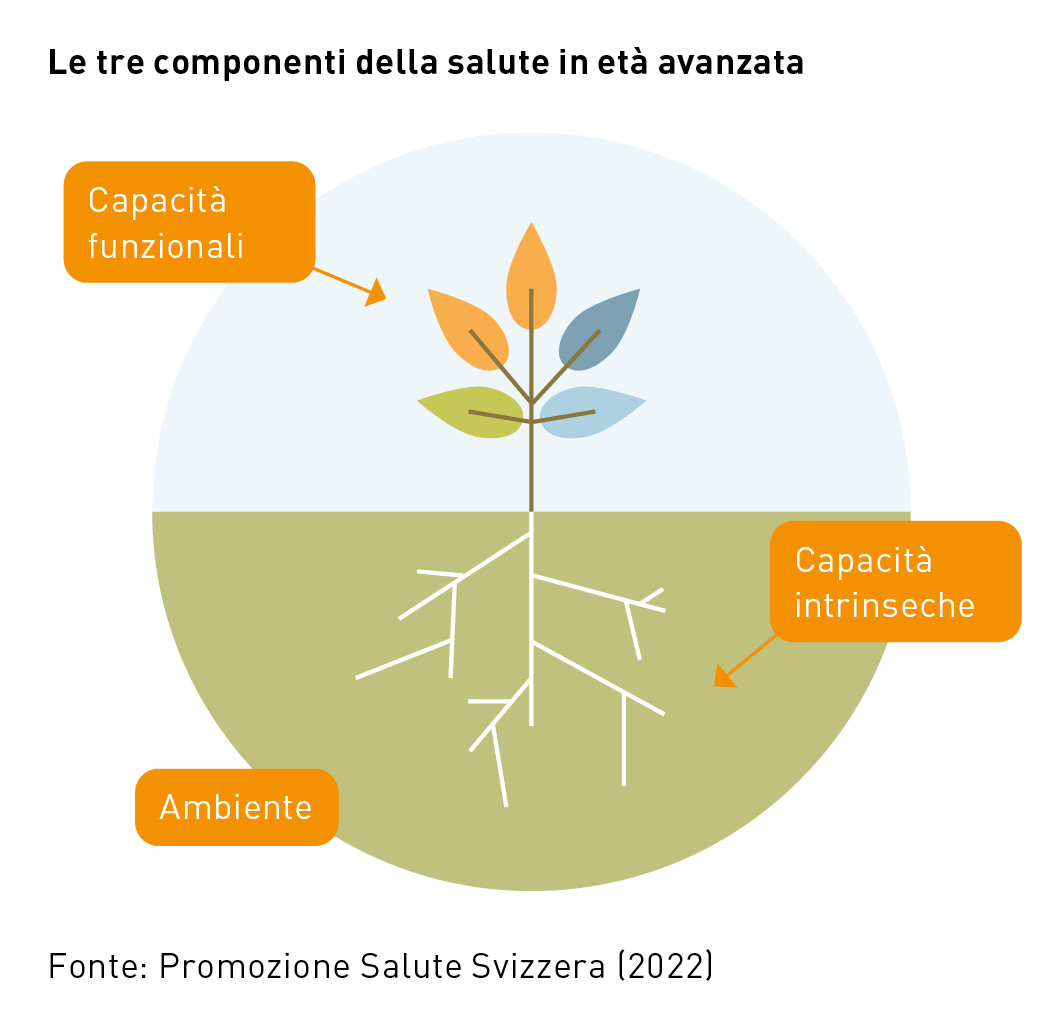 Le tre componenti della salute in età avanzata
Capacità
funzionali
Capacità
intrinseche
Ambiente
Fonte: Promozione Salute Svizzera (2022)